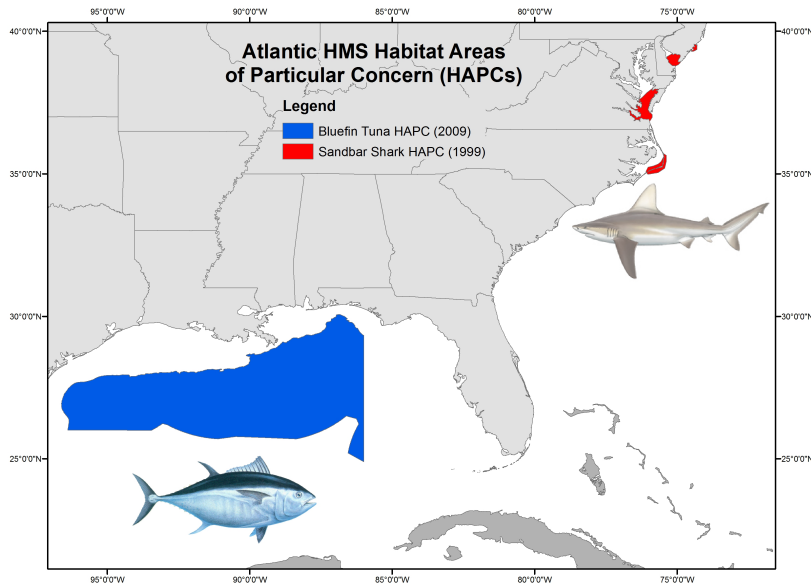 95°0'0"W 90°0'0"W 85°0'0"W 80°0'0"W 75°0'0"W
40°0'0"N 40°0'0"N
Atlantic HMS Habitat Areas
of Particular Concern (HAPCs)
Legend
Bluefin Tuna HAPC (2009)
Sandbar Shark HAPC (1999)
35°0'0"N 35°0'0"N
30°0'0"N 30°0'0"N
25°0'0"N 25°0'0"N
95°0'0"W 90°0'0"W 85°0'0"W 80°0'0"W 75°0'0"W